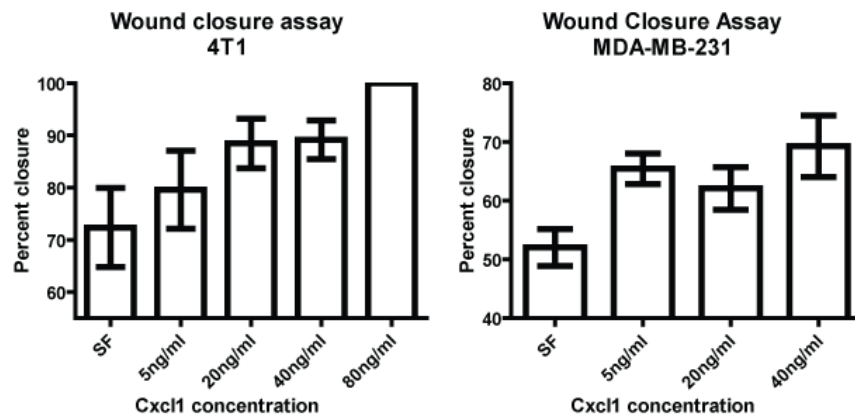 Wound closure assay
4T1
Percent closure
100
90
80
70
60
SF
5ng/ml
20ng/ml
40ng/ml
80ng/ml
Cxcl1 concentration
Wound Closure Assay
MDA-MB-231
Percent closure
80
70
60
50
40
SF
5ng/ml
20ng/ml
40ng/ml
Cxcl1 concentration